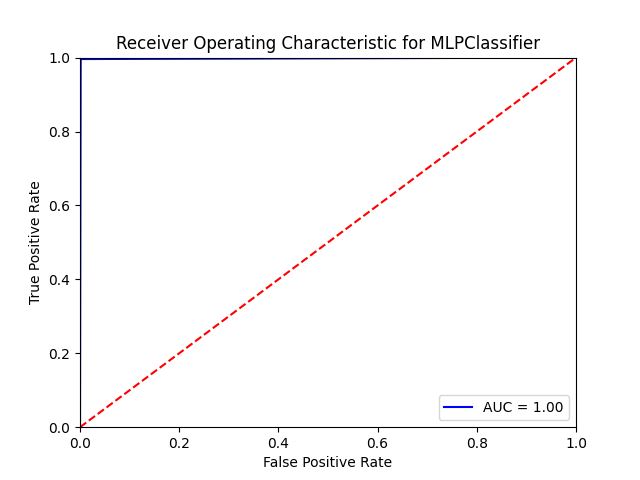 Receiver Operating Characteristic for MLPClassifier
1.0
0.8
0.6
0.4
0.2
0.0
True Positive Rate
AUC = 1.00
0.0 0.2 0.4 0.6 0.8 1.0
False Positive Rate